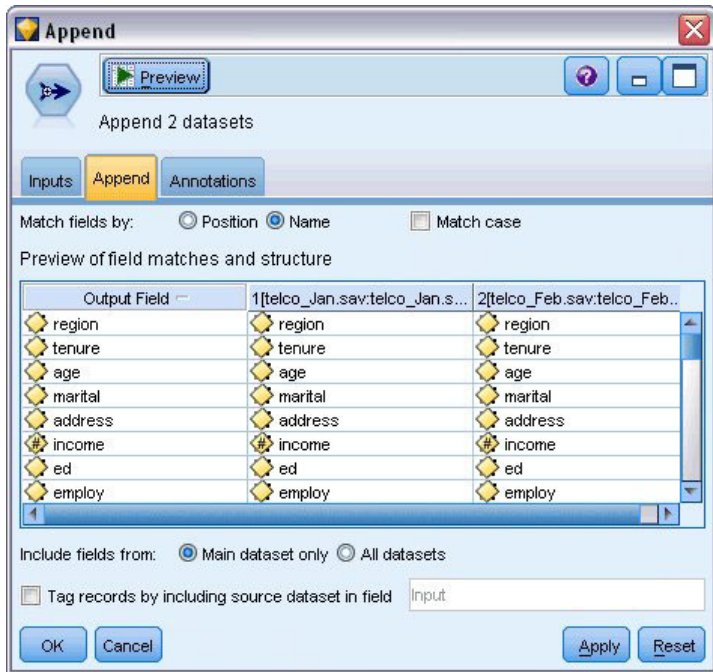 Append
Preview
Append 2 datasets
Inputs Append Annotations
Match fields by: Position Name Match case
Preview of field matches and structure
Output Field 1[telco_Jan.sav:telco_Jan.s... 2[telco_Feb.sav:telco_Feb...
region region region
tenure tenure tenure
age age age
marital marital marital
address address address
income income income
ed ed ed
employ employ employ
Include fields from: Main dataset only All datasets
Tag records by including source dataset in field Input
OK Cancel Apply Reset